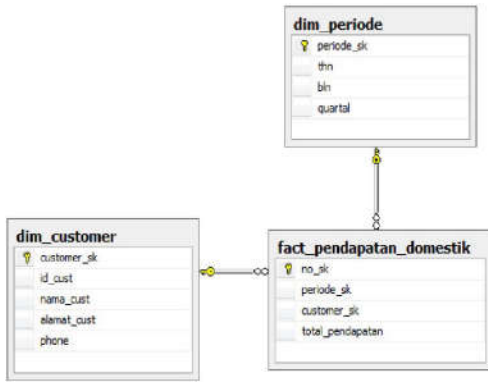 dim_periode
periode_sk
thn
bln
quartal
dim_customer
customer_sk
id_cust
nama_cust
alamat_cust
phone
fact_pendapatan_domestik
no_sk
periode_sk
customer_sk
total_pendapatan